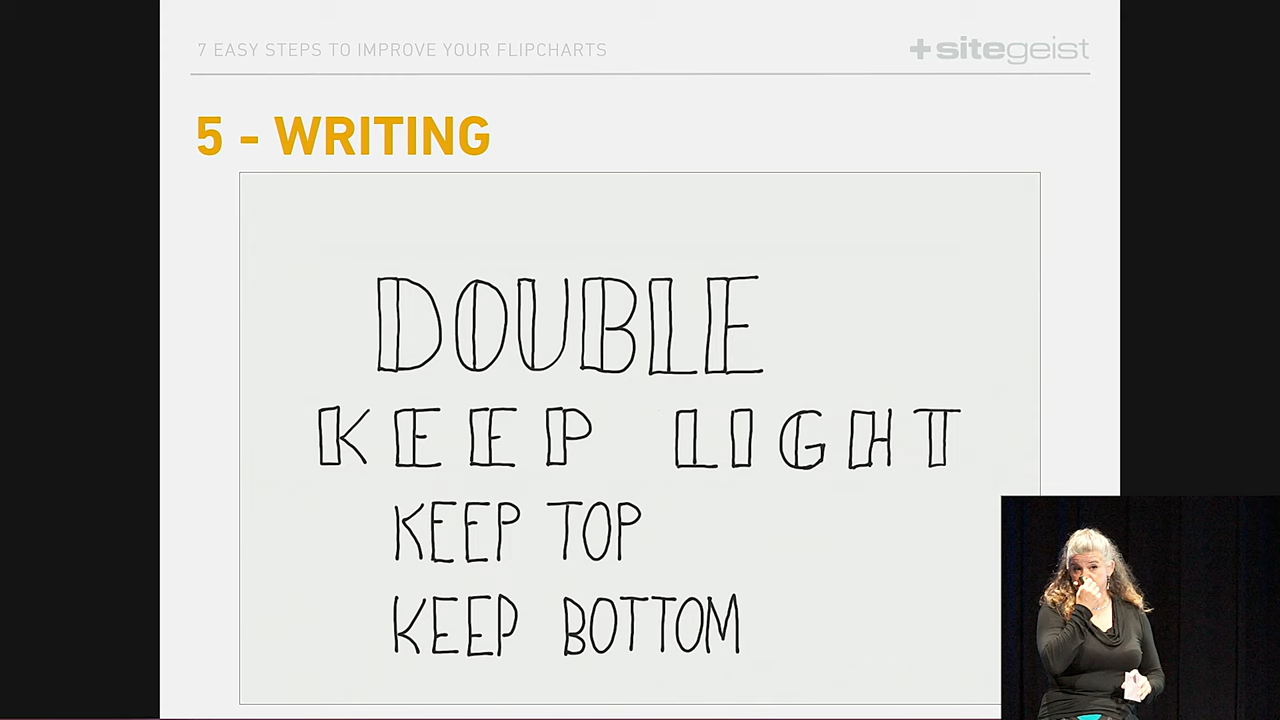 7 EASY STEPS TO IMPROVE YOUR FLIPCHARTS
+sitegeist
5 - WRITING
DOUBLE
KEEP LIGHT
KEEP TOP
KEEP BOTTOM